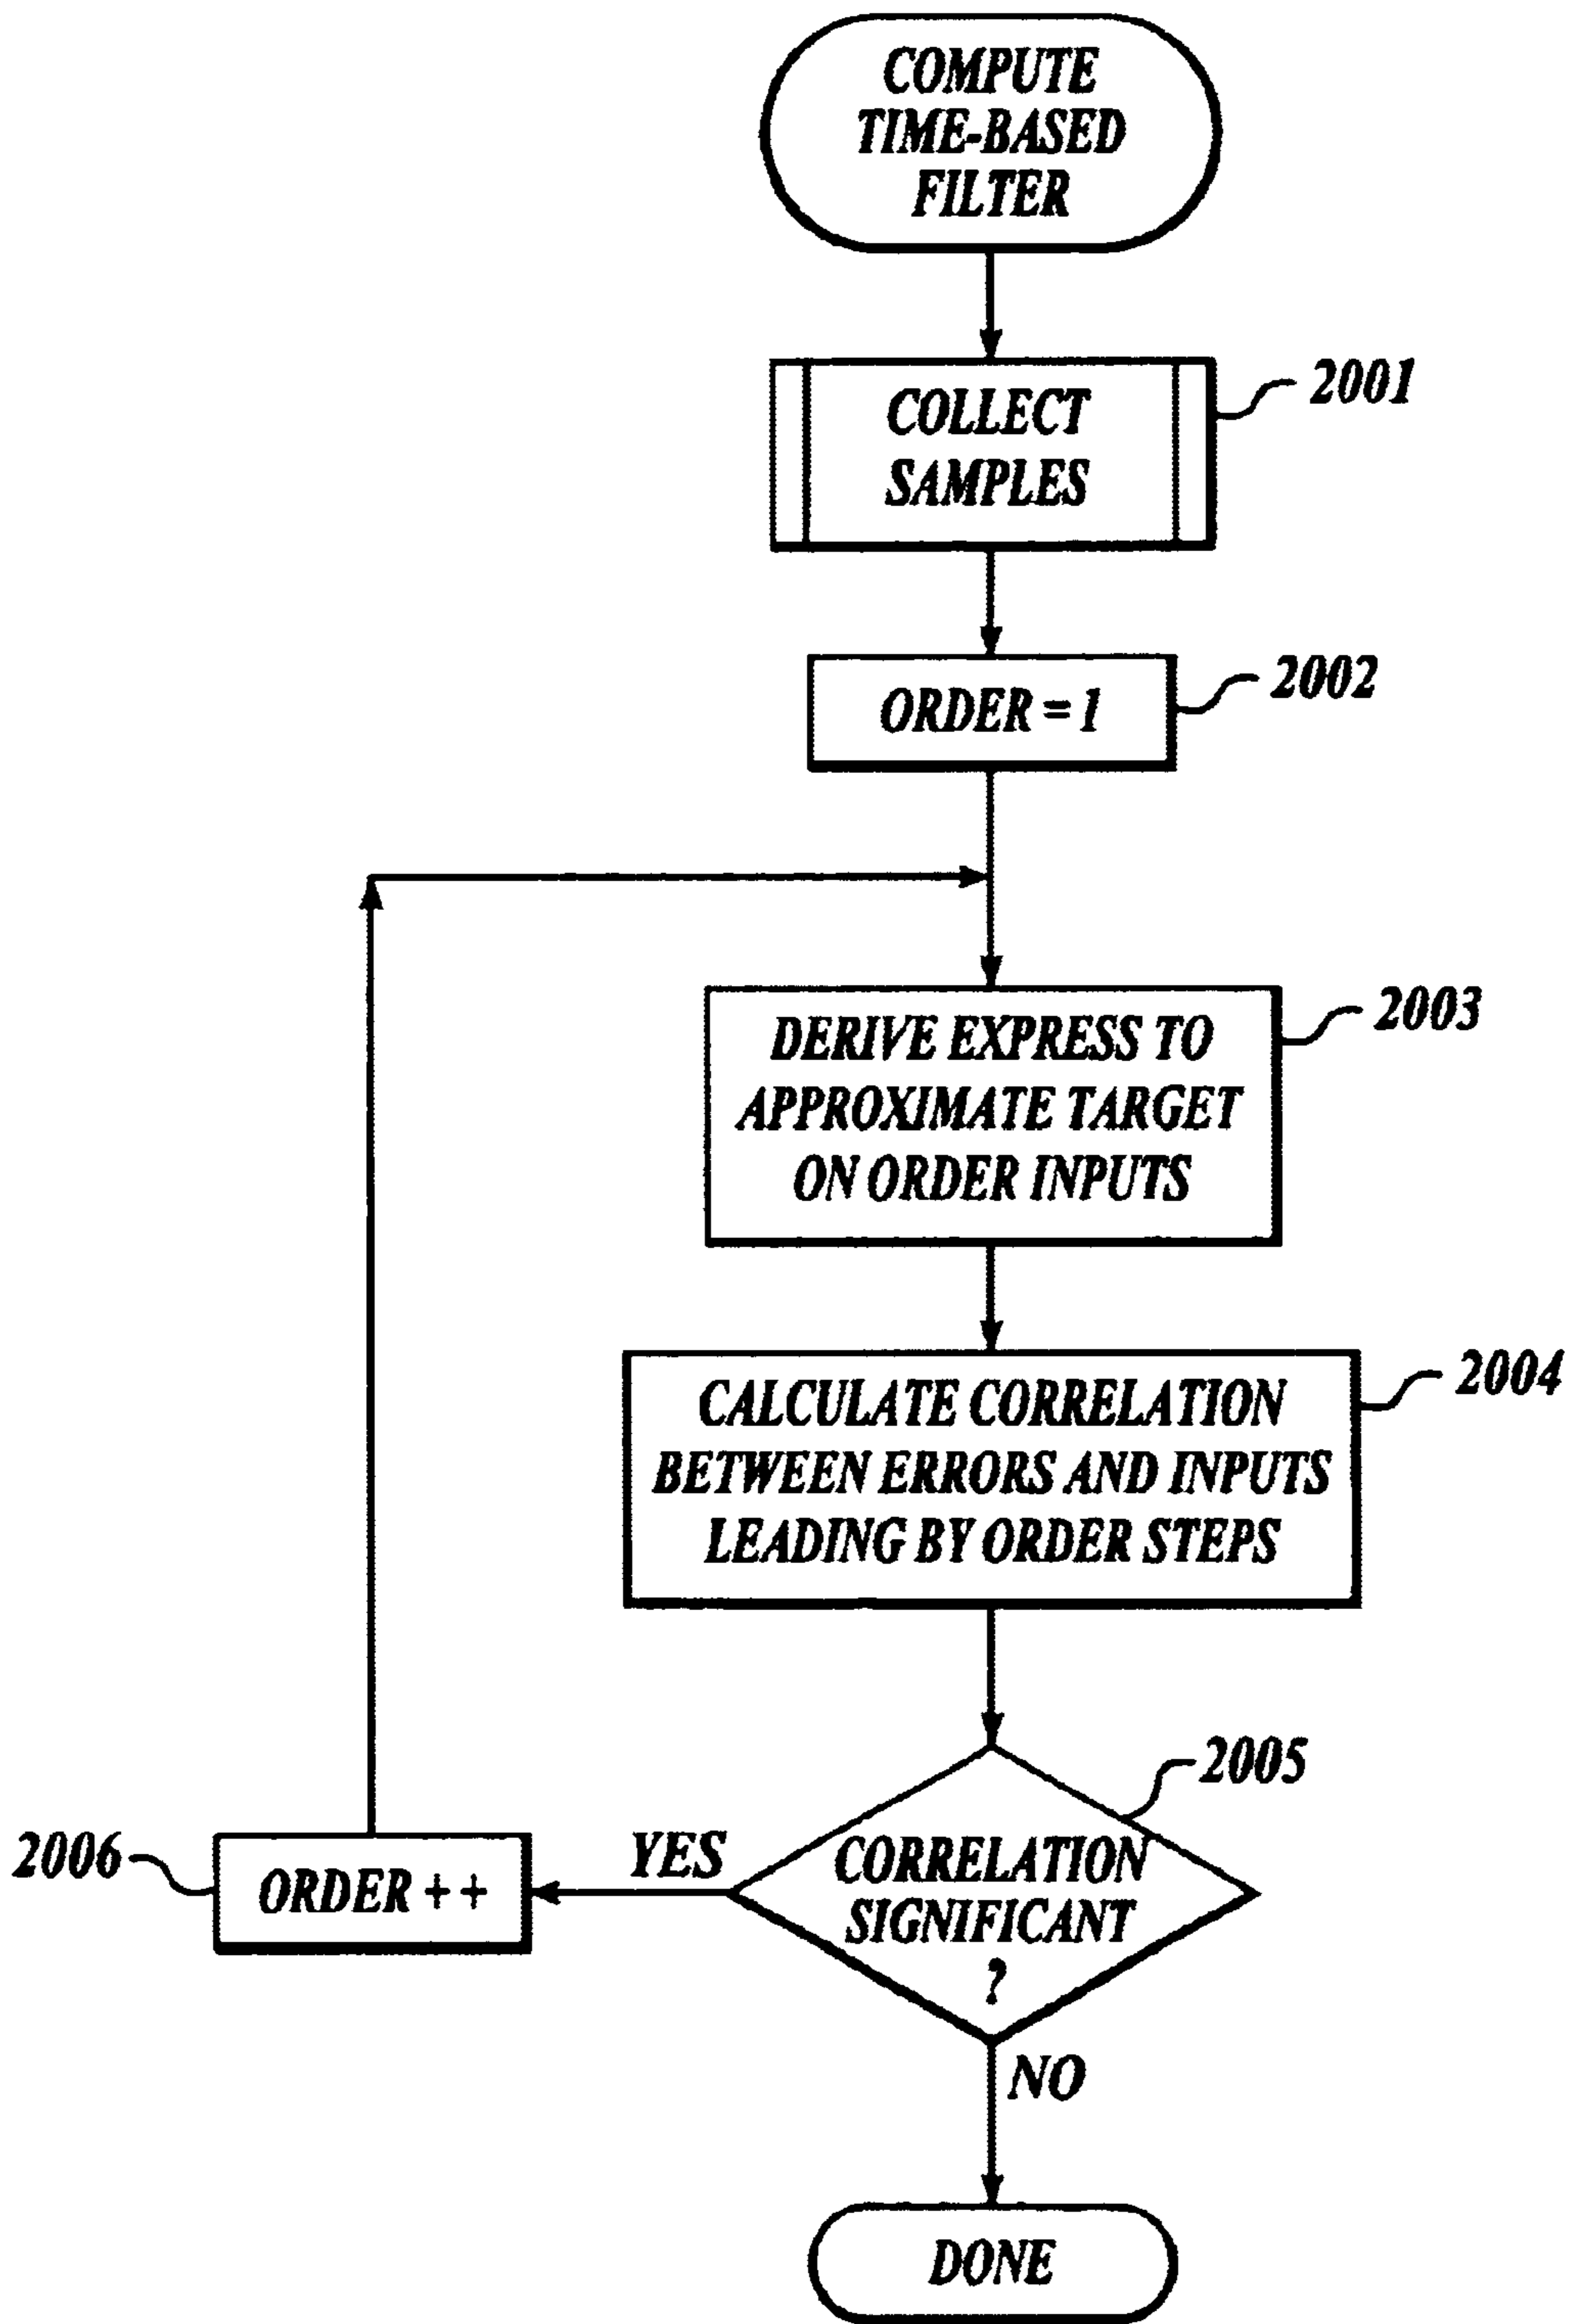 COMPUTE
TIME-BASED
FILTER
COLLECT
SAMPLES
2001
ORDER = 1
2002
DERIVE EXPRESS TO
APPROXIMATE TARGET
ON ORDER INPUTS
2003
CALCULATE CORRELATION
BETWEEN ERRORS AND INPUTS
LEADING BY ORDER STEPS
2004
CORRELATION
SIGNIFICANT
?
2005
YES
ORDER + +
2006
NO
DONE